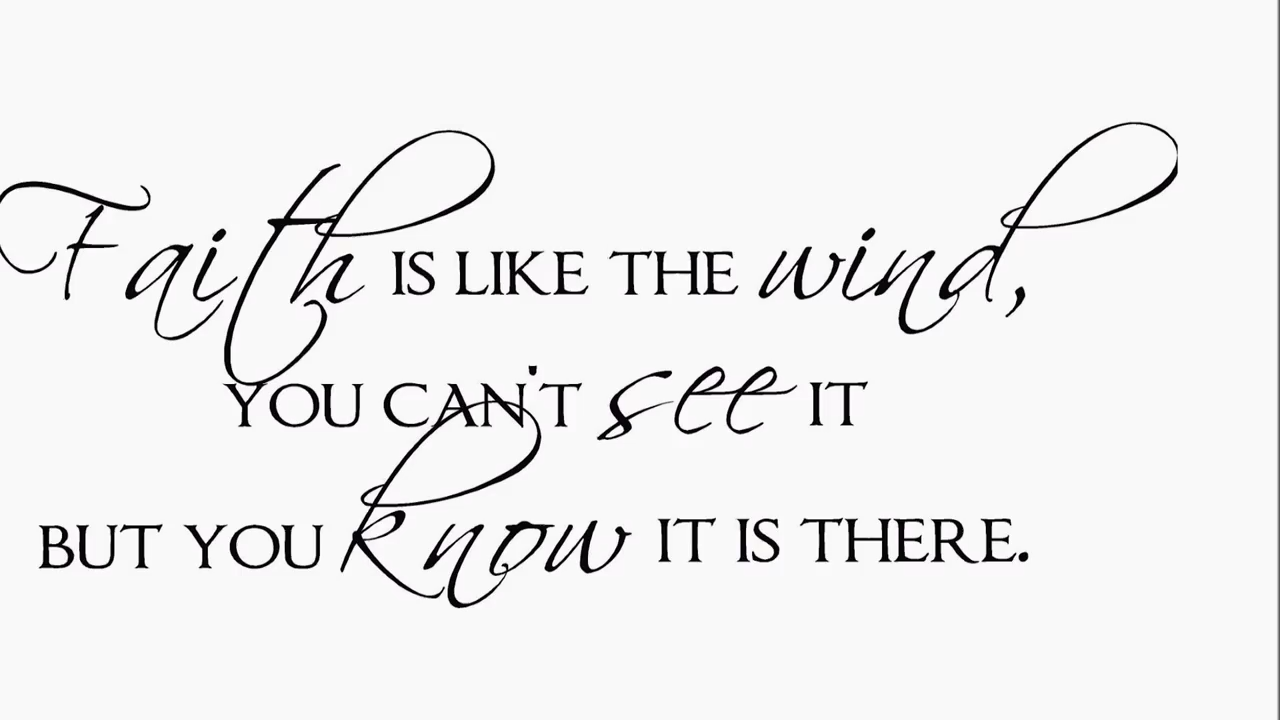 Faith IS LIKE THE wind,
YOU CAN'T see IT
BUT YOU know IT IS THERE.